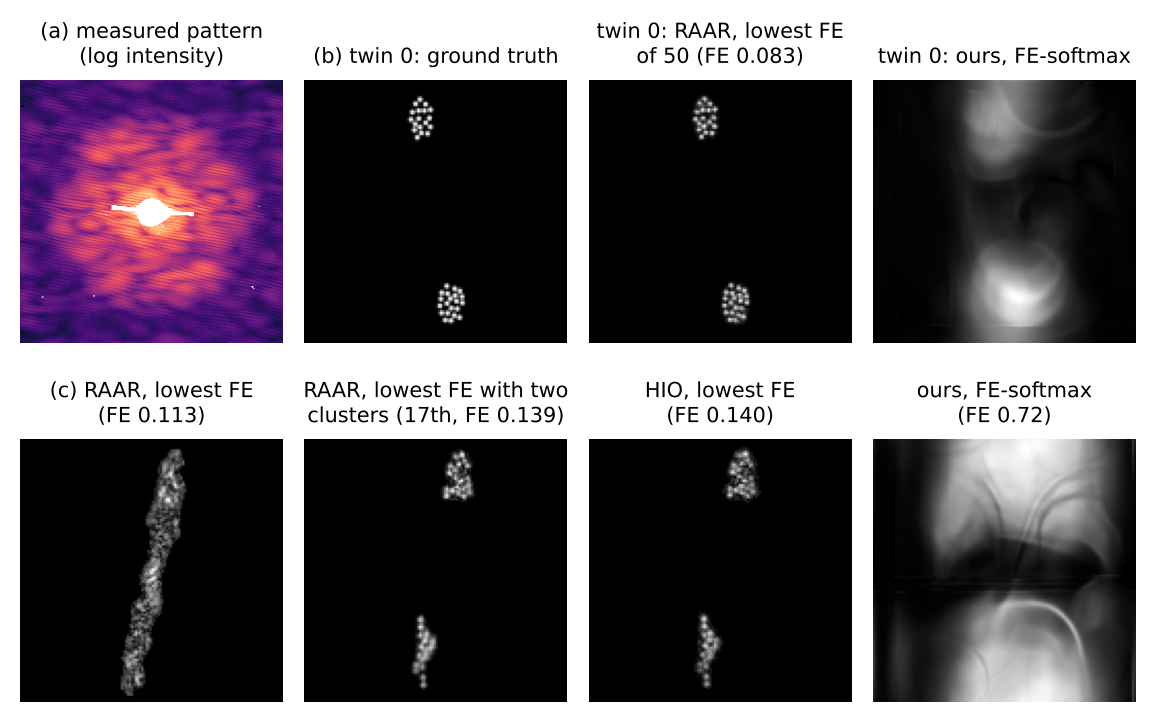 (a) measured pattern
(log intensity)
(b) twin 0: ground truth
twin 0: RAAR, lowest FE
of 50 (FE 0.083)
twin 0: ours, FE-softmax
(c) RAAR, lowest FE
(FE 0.113)
RAAR, lowest FE with two
clusters (17th, FE 0.139)
HIO, lowest FE
(FE 0.140)
ours, FE-softmax
(FE 0.72)